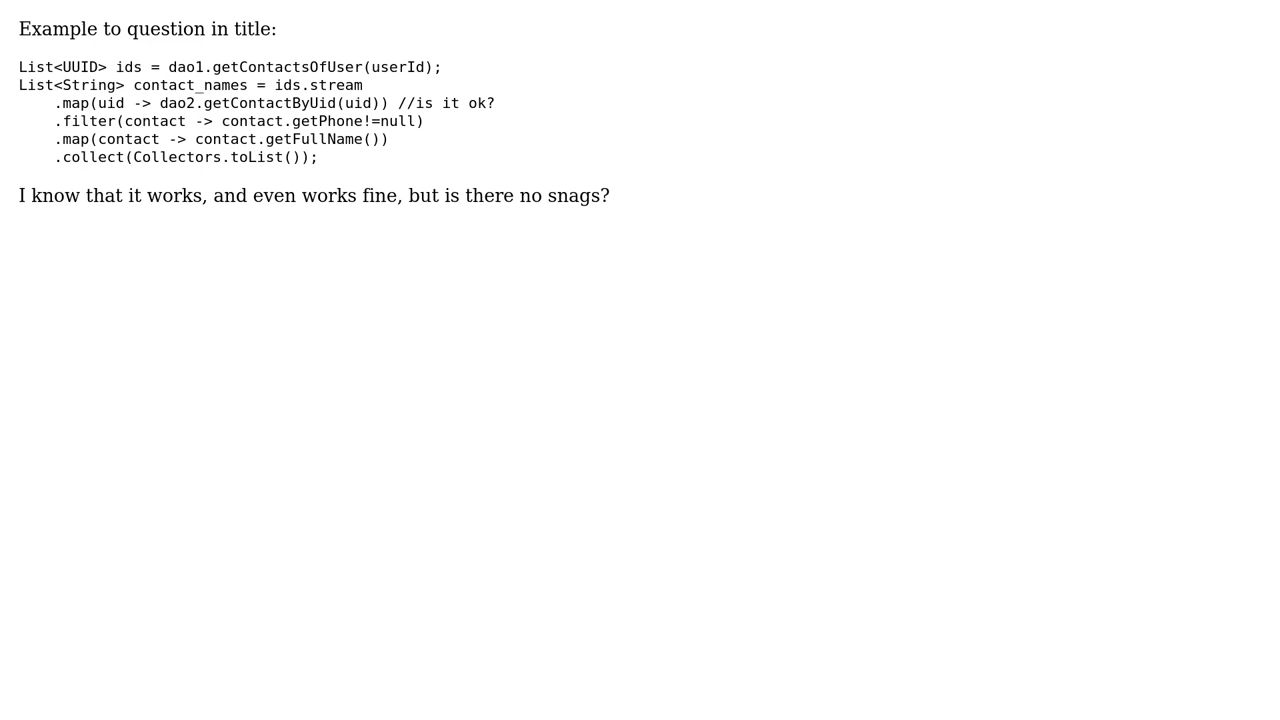 Example to question in title:
List<UUID> ids = dao1.getContactsOfUser(userId);
List<String> contact_names = ids.stream
    .map(uid -> dao2.getContactByUid(uid)) //is it ok?
    .filter(contact -> contact.getPhone!=null)
    .map(contact -> contact.getFullName())
    .collect(Collectors.toList());
I know that it works, and even works fine, but is there no snags?